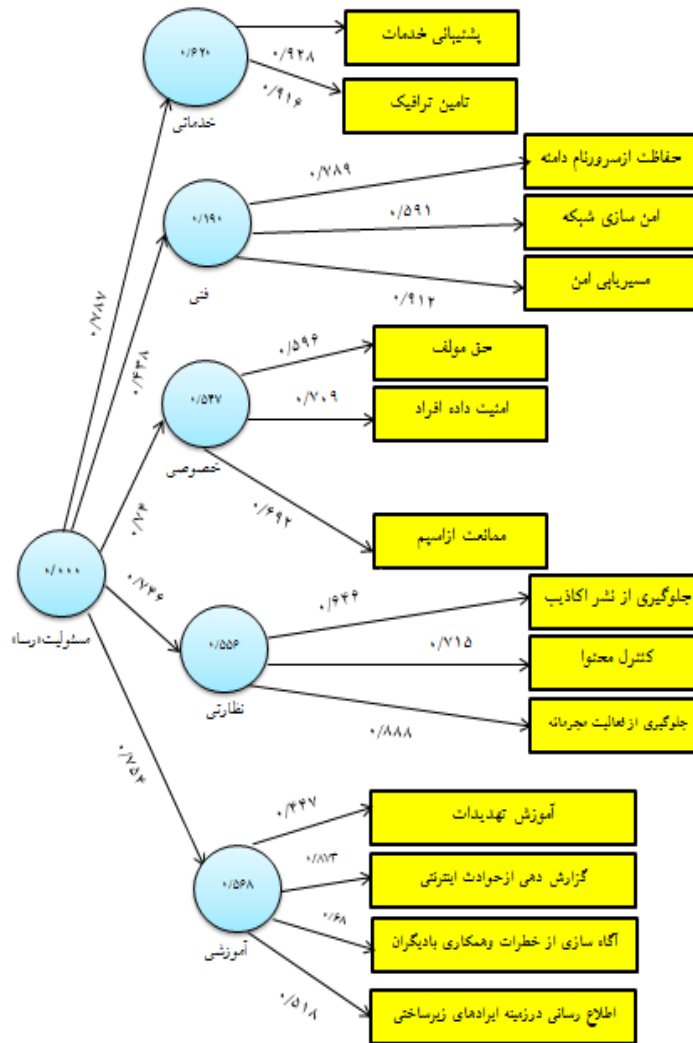 ۰/۶۲۰
خدماتی
۰/۹۲۸
پشتیبانی خدمات
۰/۹۱۶
تامین ترافیک
۰/۷۸۷
۰/۱۹۰
فنی
۰/۷۸۹
حفاظت ازسرورنام دامنه
۰/۵۹۱
امن سازی شبکه
۰/۹۱۲
مسیریابی امن
۰/۴۳۸
۰/۵۴۷
خصوصی
۰/۵۹۶
حق مولف
۰/۷۰۹
امنیت داده افراد
۰/۶۹۲
ممانعت ازاسپم
۰/۷۴
۰/۰۰۰
مسئولیت«رسا»
۰/۷۴۶
۰/۵۵۶
نظارتی
۰/۶۴۶
جلوگیری از نشر اکاذیب
۰/۷۱۵
کنترل محتوا
۰/۸۸۸
جلوگیری از فعالیت مجرمانه
۰/۷۵۴
۰/۵۶۸
آموزشی
۰/۴۴۷
آموزش تهدیدات
۰/۸۷۳
گزارش دهی ازحوادث اینترنتی
۰/۶۸
آگاه سازی از خطرات وهمکاری بادیگران
۰/۵۱۸
اطلاع رسانی درزمینه ایرادهای زیرساختی